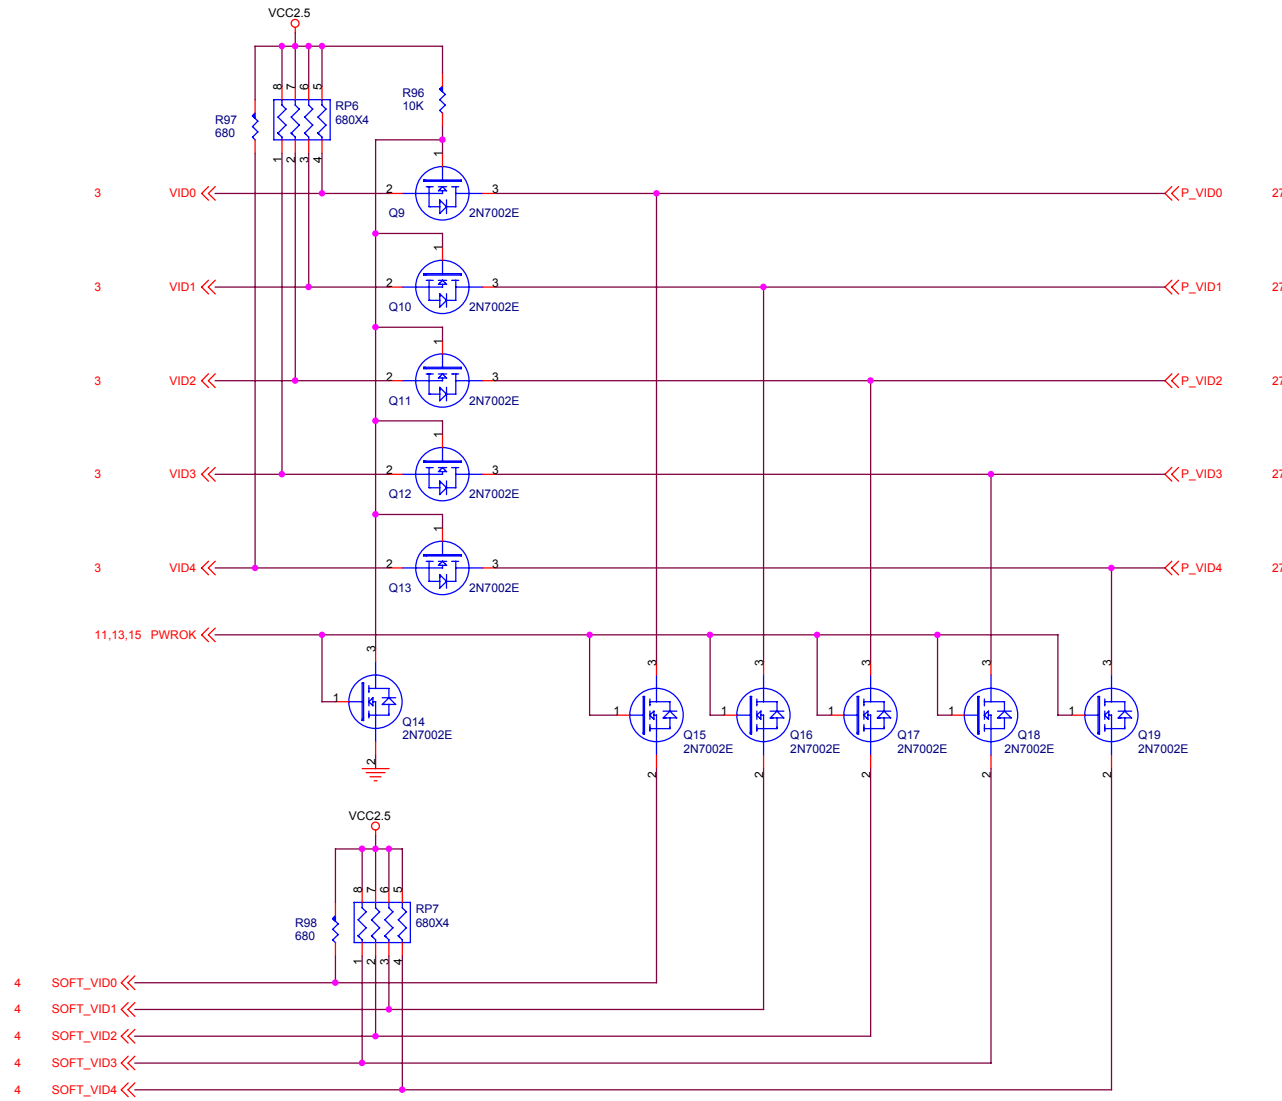 VCC2.5
8 7 6 5
R97
680
RP6
680X4
R96
10K
1 2 3 4
1
3 VID0 2 3 P_VID0 27
Q9 2N7002E
1
3 VID1 2 3 P_VID1 27
Q10 2N7002E
1
3 VID2 2 3 P_VID2 27
Q11 2N7002E
1
3 VID3 2 3 P_VID3 27
Q12 2N7002E
1
3 VID4 2 3 P_VID4 27
Q13 2N7002E
11,13,15 PWROK
3 3 3 3 3 3
1 1 1 1 1 1
Q14
2N7002E
Q15
2N7002E
Q16
2N7002E
Q17
2N7002E
Q18
2N7002E
Q19
2N7002E
2 2 2 2 2 2
VCC2.5
8 7 6 5
R98
680
RP7
680X4
1 2 3 4
4 SOFT_VID0
4 SOFT_VID1
4 SOFT_VID2
4 SOFT_VID3
4 SOFT_VID4